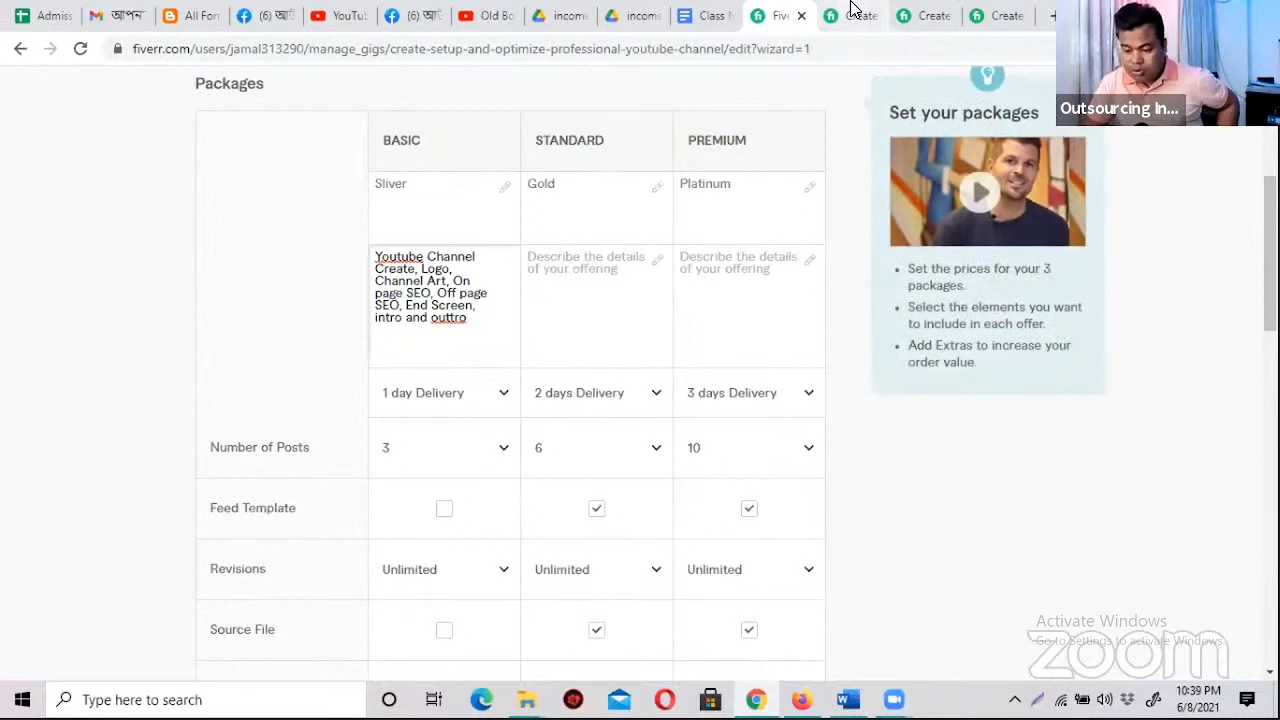 Admis
আপন
All For
(6) আ
YouTu
(6) আ
Old Bo
income
income
Class
Five
Create
Create
Create
fiverr.com/users/jamal313290/manage_gigs/create-setup-and-optimize-professional-youtube-channel/edit?wizard=1
Outsourcing In...
Packages
BASIC STANDARD PREMIUM
Sliver Gold Platinum
Youtube Channel
Create, Logo,
Channel Art, On
page SEO, Off page
SEO, End Screen,
intro and outtro
Describe the details
of your offering
Describe the details
of your offering
1 day Delivery 2 days Delivery 3 days Delivery
Number of Posts 3 6 10
Feed Template
Revisions Unlimited Unlimited Unlimited
Source File
Set your packages
Set the prices for your 3
packages.
Select the elements you want
to include in each offer.
Add Extras to increase your
order value.
Activate Windows
Go to Settings to activate Windows.
zoom
Type here to search
10:39 PM
6/8/2021